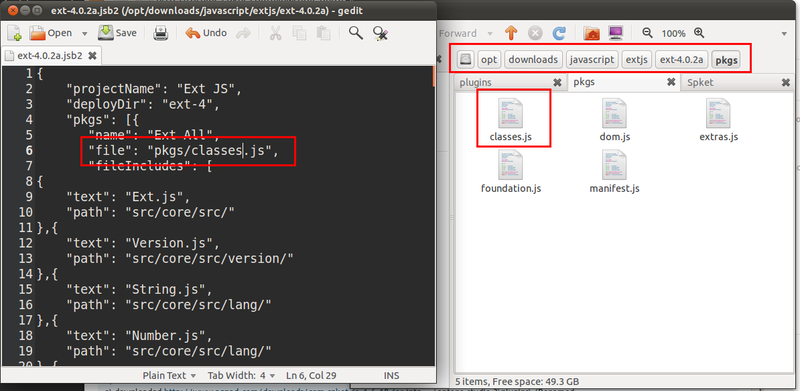 ext-4.0.2a.jsb2 (/opt/downloads/javascript/extjs/ext-4.0.2a) - gedit
Open Save Undo
ext-4.0.2a.jsb2
1 {
2 "projectName": "Ext JS",
3 "deployDir": "ext-4",
4 "pkgs": [{
5 "name": "Ext All",
6 "file": "pkgs/classes.js",
7 "fileIncludes": [
8 {
9 "text": "Ext.js",
10 "path": "src/core/src/"
11 },{
12 "text": "Version.js",
13 "path": "src/core/src/version/"
14 },{
15 "text": "String.js",
16 "path": "src/core/src/lang/"
17 },{
18 "text": "Number.js",
19 "path": "src/core/src/lang/"
20 },{
Plain Text Tab Width: 4 Ln 6, Col 29 INS
Forward 100%
opt downloads javascript extjs ext-4.0.2a pkgs
plugins pkgs Spket
classes.js dom.js extras.js
foundation.js manifest.js
5 items, Free space: 49.3 GB